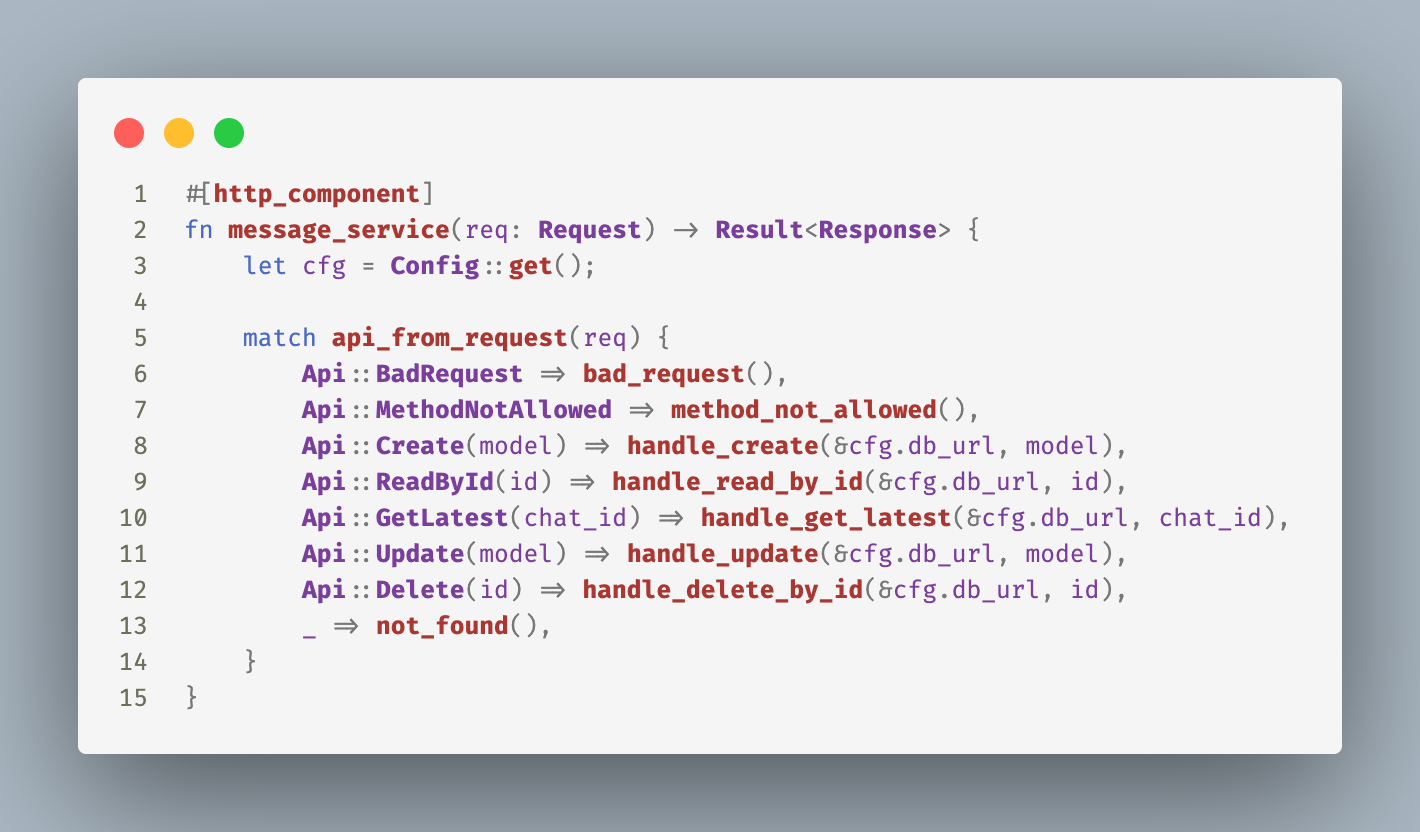 1 #[http_component]
2 fn message_service(req: Request) -> Result<Response> {
3     let cfg = Config::get();
4
5     match api_from_request(req) {
6         Api::BadRequest => bad_request(),
7         Api::MethodNotAllowed => method_not_allowed(),
8         Api::Create(model) => handle_create(&cfg.db_url, model),
9         Api::ReadById(id) => handle_read_by_id(&cfg.db_url, id),
10         Api::GetLatest(chat_id) => handle_get_latest(&cfg.db_url, chat_id),
11         Api::Update(model) => handle_update(&cfg.db_url, model),
12         Api::Delete(id) => handle_delete_by_id(&cfg.db_url, id),
13         _ => not_found(),
14     }
15 }